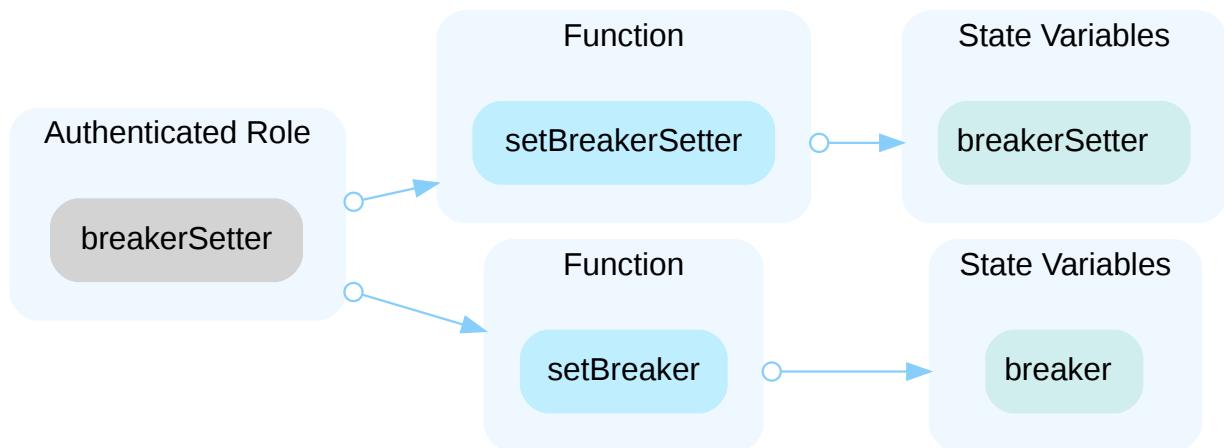 Authenticated Role
breakerSetter
Function
setBreakerSetter
State Variables
breakerSetter
Function
setBreaker
State Variables
breaker